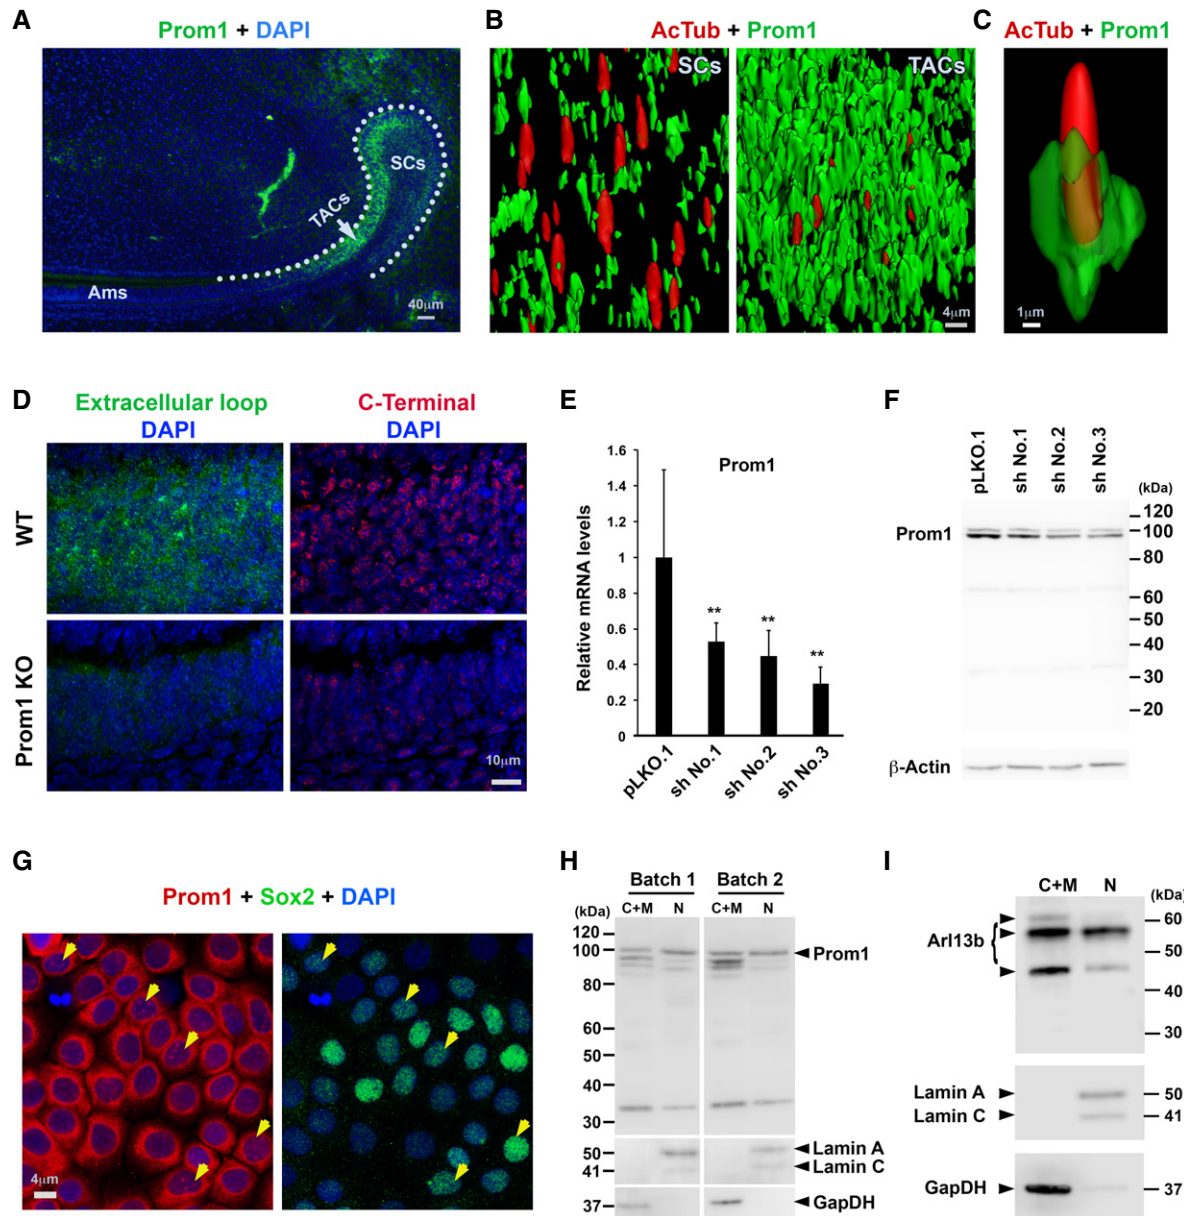 A
Prom1 + DAPI
SCs
TACs
Ams
40μm
B
AcTub + Prom1
SCs
TACs
4μm
C
AcTub + Prom1
1μm
D
Extracellular loop
DAPI
C-Terminal
DAPI
WT
Prom1 KO
10μm
E
Prom1
Relative mRNA levels
1.6
1.4
1.2
1
0.8
0.6
0.4
0.2
0
**
**
**
pLKO.1
sh No.1
sh No.2
sh No.3
F
pLKO.1
sh No.1
sh No.2
sh No.3
(kDa)
Prom1
120
100
80
60
50
40
30
20
β-Actin
G
Prom1 + Sox2 + DAPI
4μm
H
Batch 1 Batch 2
C+M N C+M N
(kDa)
120
100
80
60
50
40
30
Prom1
50
41
Lamin A
Lamin C
37
GapDH
I
C+M N
(kDa)
Arl13b
60
50
40
30
Lamin A
Lamin C
50
41
GapDH
37